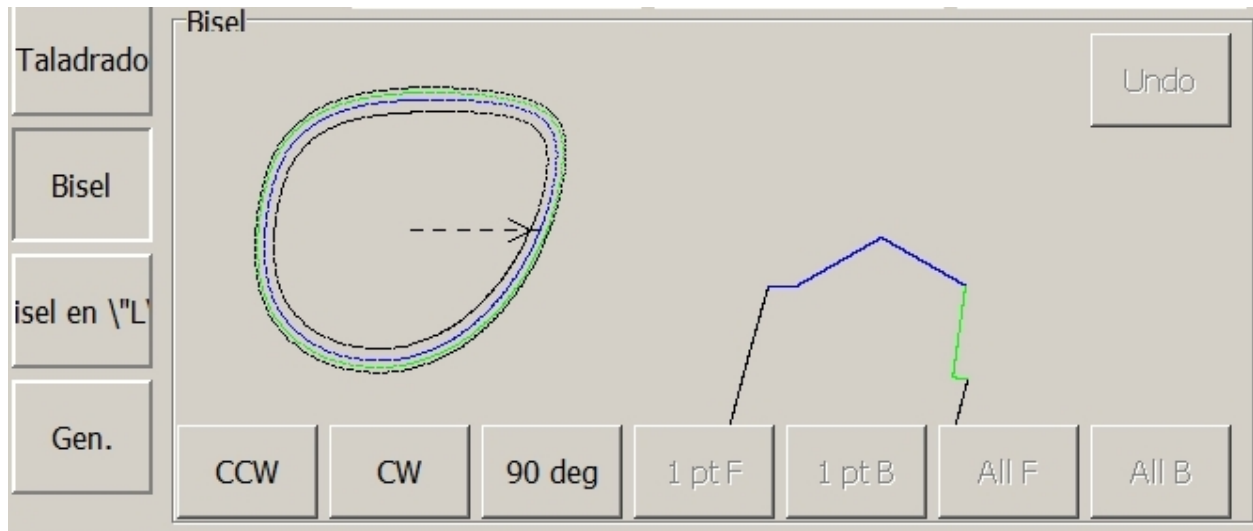 Bisel
Taladrado
Undo
Bisel
isel en \"L\
Gen.
CCW
CW
90 deg
1 pt F
1 pt B
All F
All B